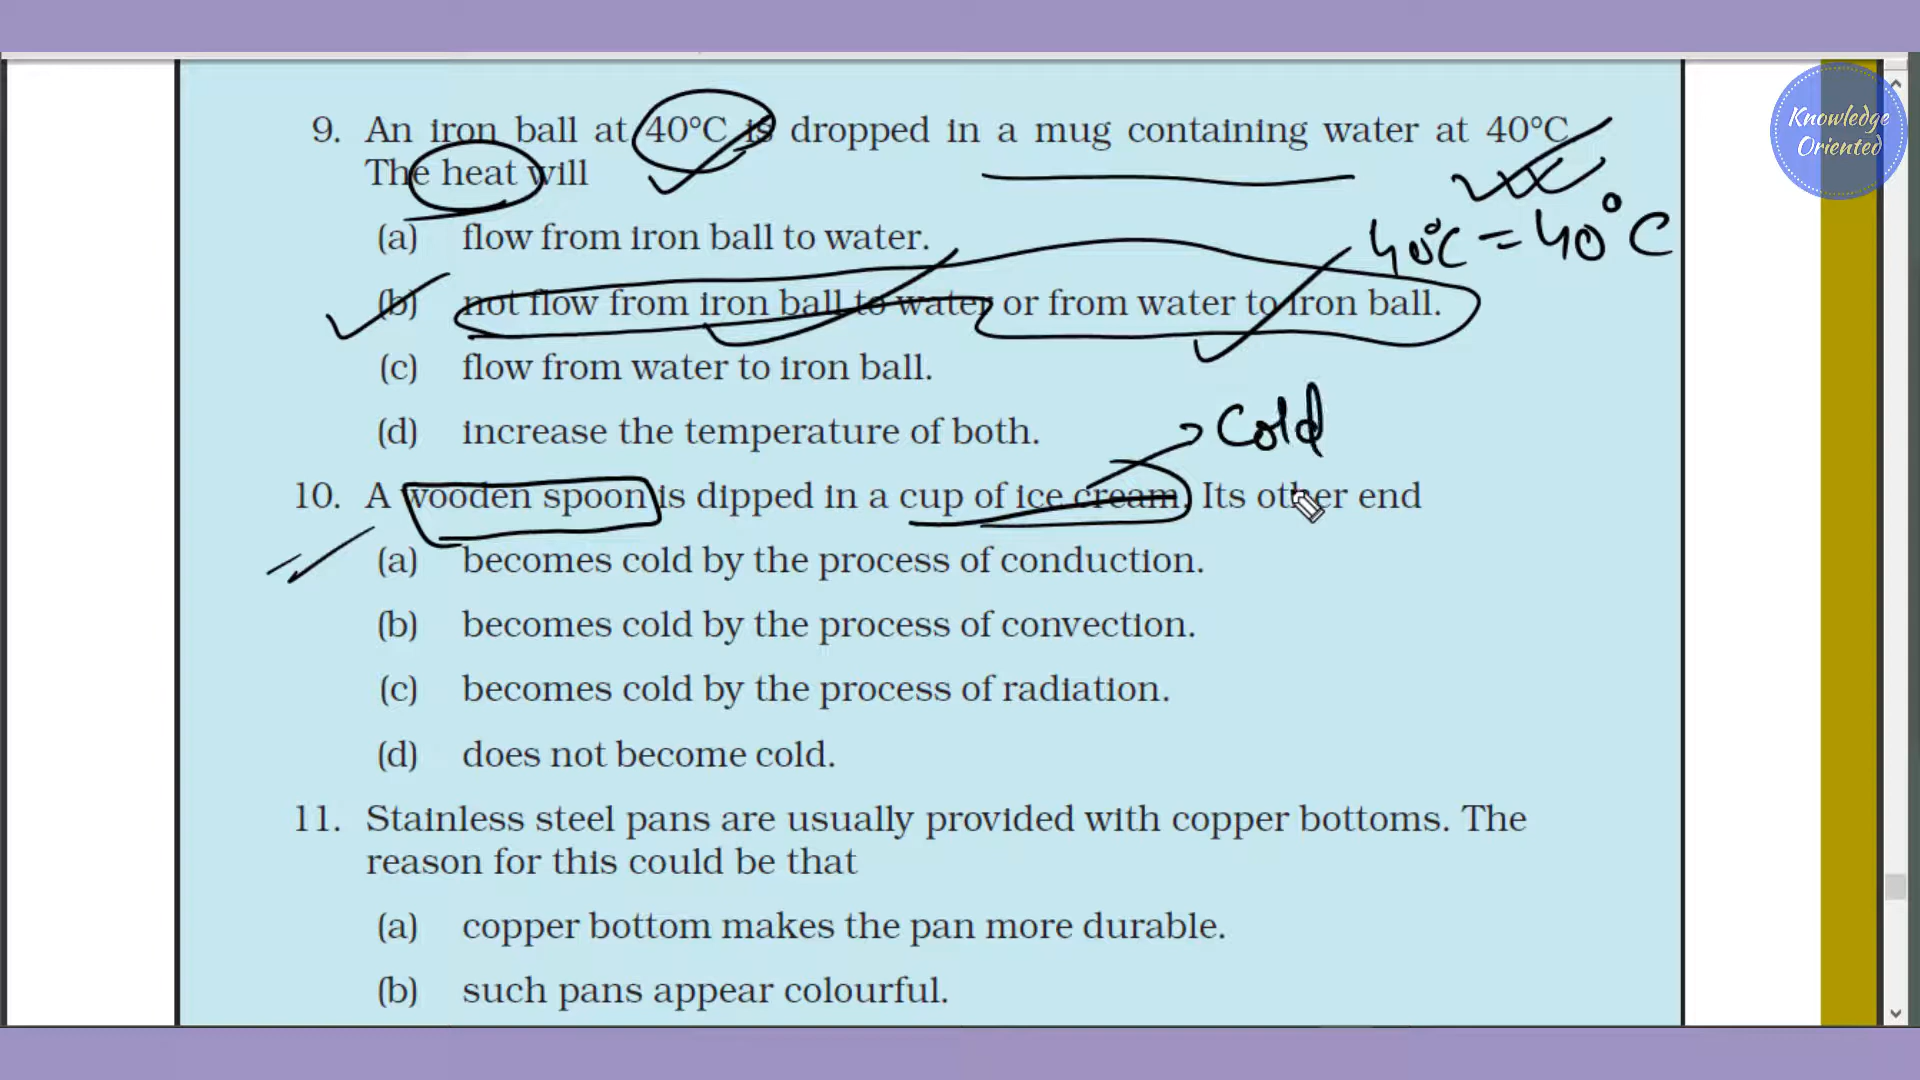 Knowledge
Oriented
9. An iron ball at 40°C is dropped in a mug containing water at 40°C.
The heat will
(a) flow from iron ball to water.
40°C = 40°C
(b) not flow from iron ball to water or from water to iron ball.
(c) flow from water to iron ball.
(d) increase the temperature of both.
Cold
10. A wooden spoon is dipped in a cup of ice cream. Its other end
(a) becomes cold by the process of conduction.
(b) becomes cold by the process of convection.
(c) becomes cold by the process of radiation.
(d) does not become cold.
11. Stainless steel pans are usually provided with copper bottoms. The
reason for this could be that
(a) copper bottom makes the pan more durable.
(b) such pans appear colourful.